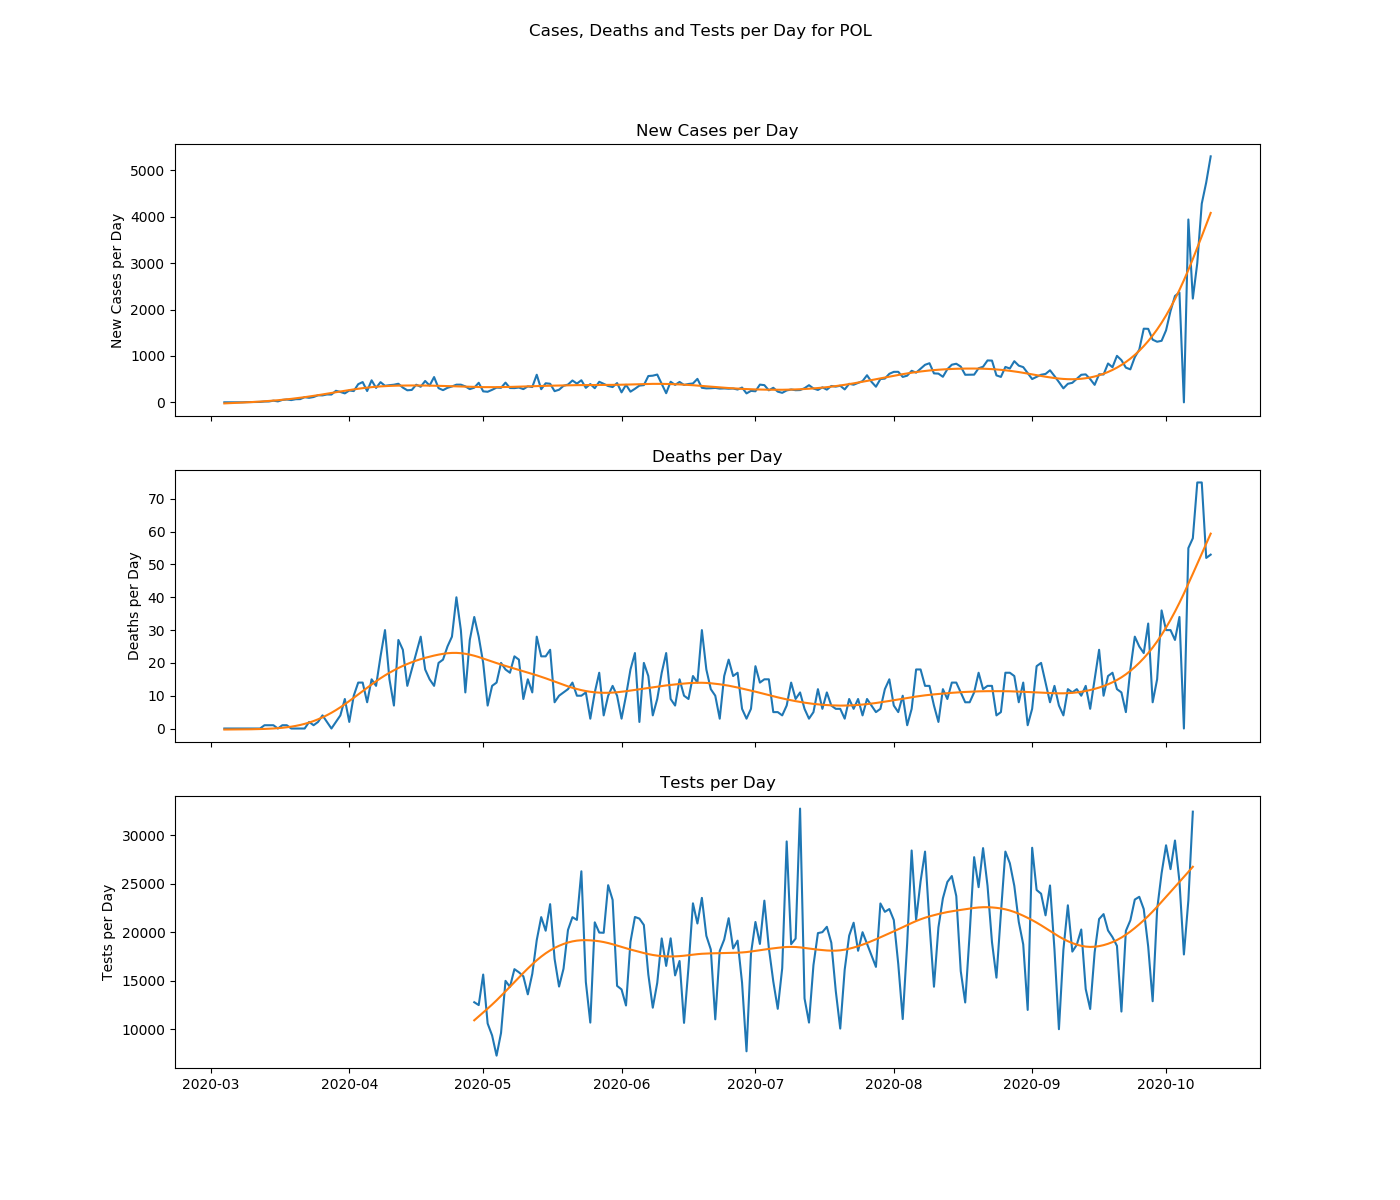 Cases, Deaths and Tests per Day for POL
New Cases per Day
New Cases per Day
5000
4000
3000
2000
1000
0
Deaths per Day
Deaths per Day
70
60
50
40
30
20
10
0
Tests per Day
Tests per Day
30000
25000
20000
15000
10000
2020-03 2020-04 2020-05 2020-06 2020-07 2020-08 2020-09 2020-10